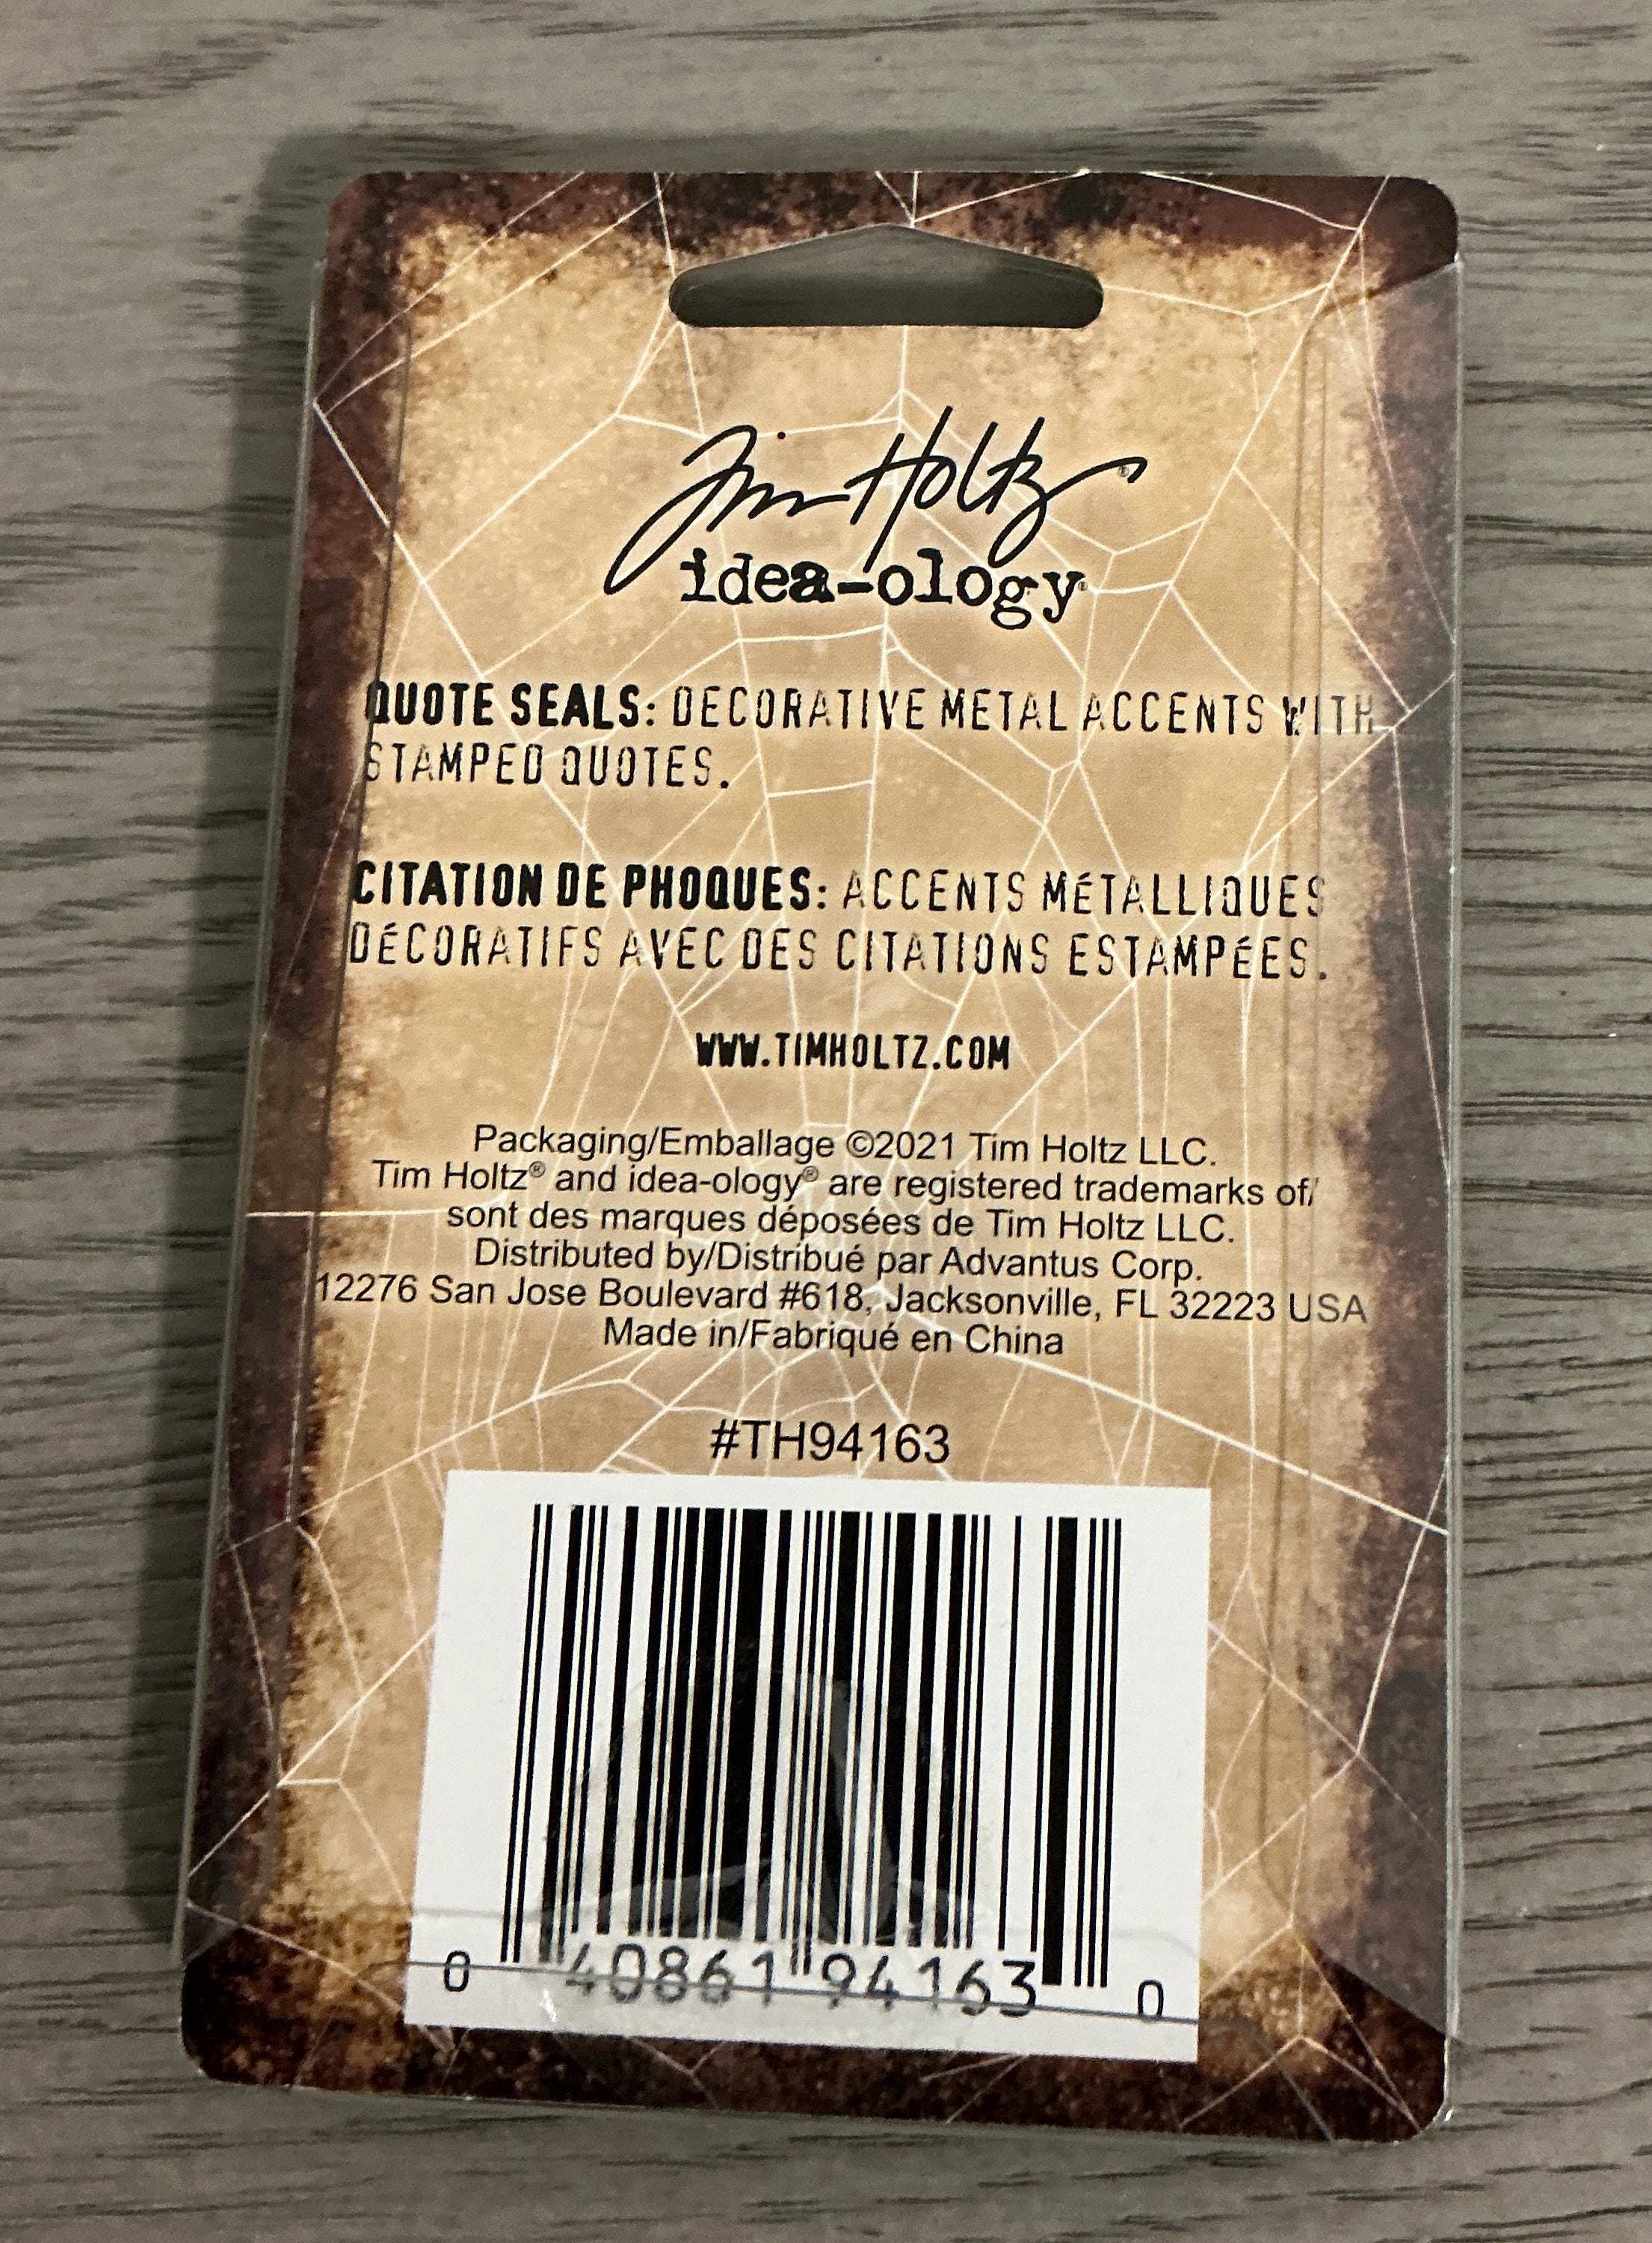 Tim Holtz®
idea-ology®
QUOTE SEALS: DECORATIVE METAL ACCENTS WITH
STAMPED QUOTES.
CITATION DE PHOQUES: ACCENTS MÉTALLIQUES
DÉCORATIFS AVEC DES CITATIONS ESTAMPÉES.
WWW.TIMHOLTZ.COM
Packaging/Emballage ©2021 Tim Holtz LLC.
Tim Holtz® and idea-ology® are registered trademarks of/
sont des marques déposées de Tim Holtz LLC.
Distributed by/Distribué par Advantus Corp.
12276 San Jose Boulevard #618, Jacksonville, FL 32223 USA
Made in/Fabriqué en China
#TH94163
0 40861 94163 0